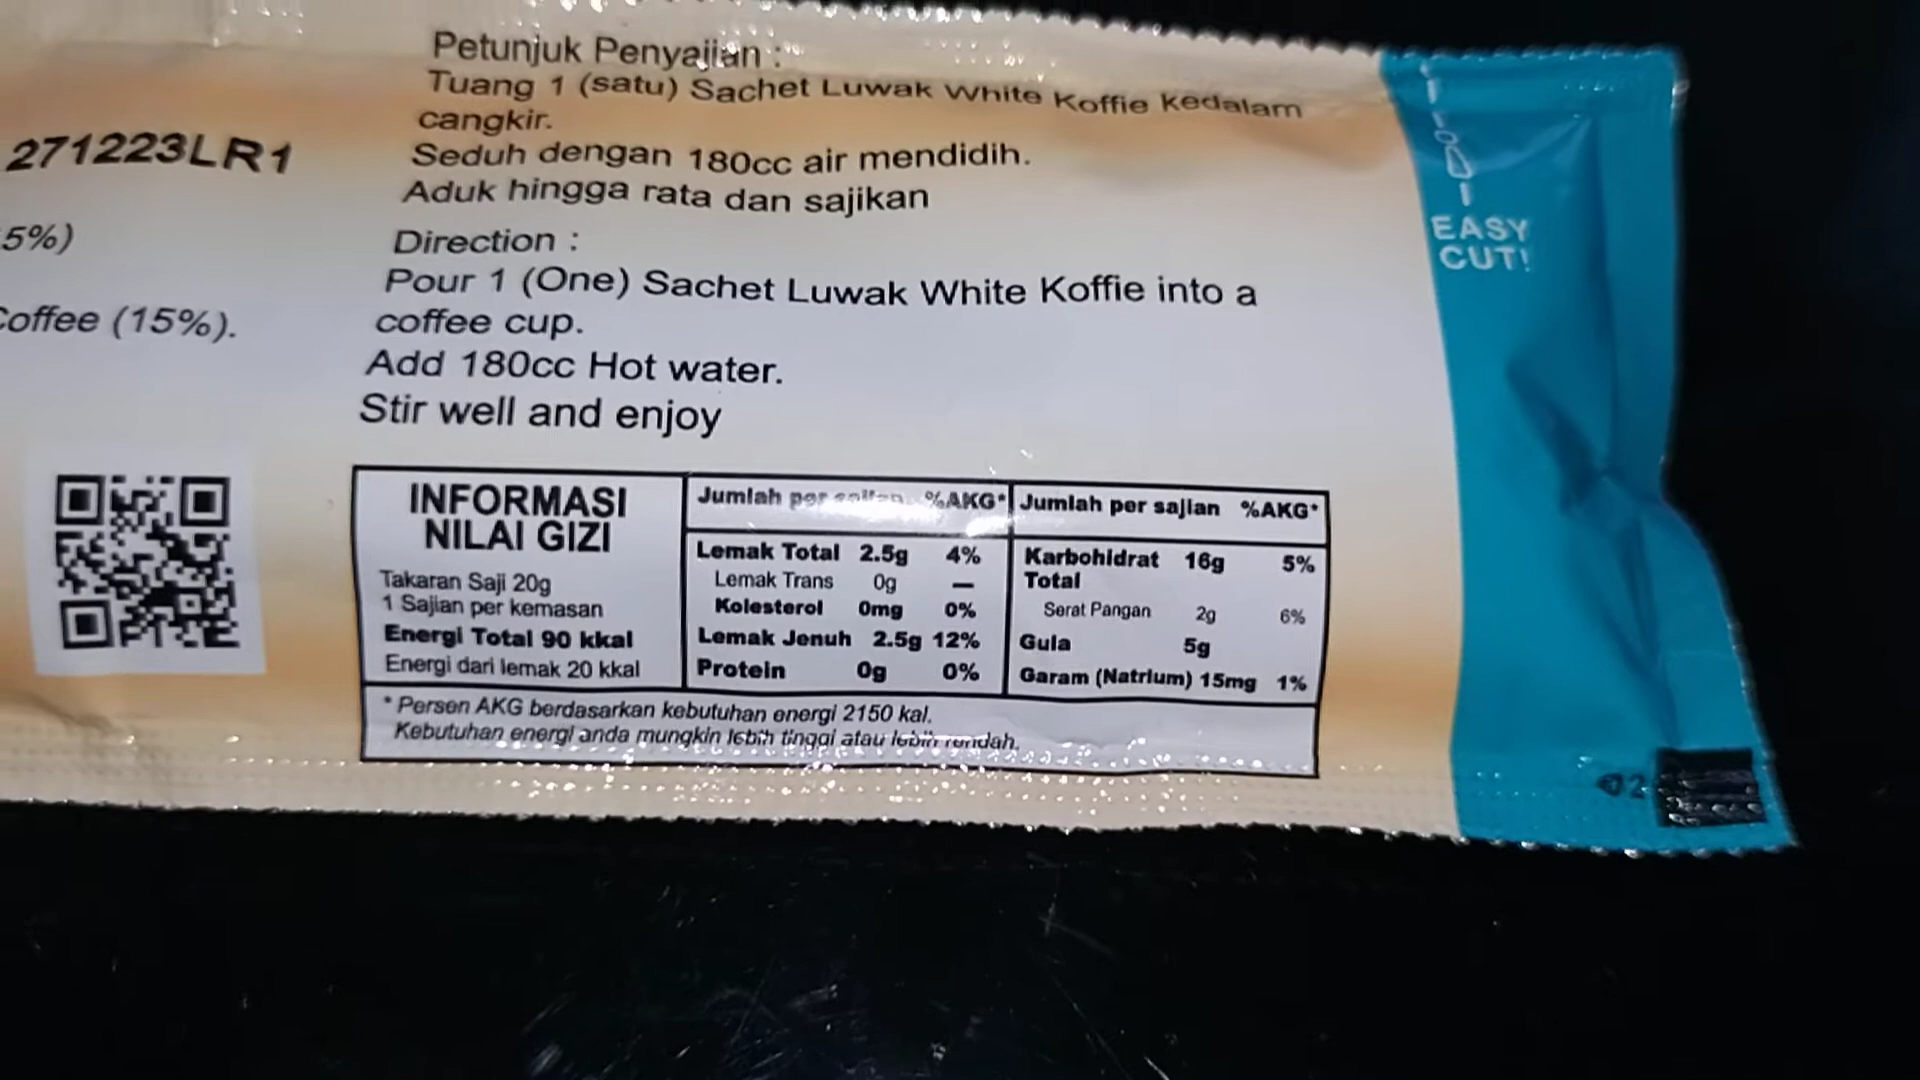 271223LR1
5%)
Coffee (15%).
Petunjuk Penyajian :
Tuang 1 (satu) Sachet Luwak White Koffie kedalam
cangkir.
Seduh dengan 180cc air mendidih.
Aduk hingga rata dan sajikan
Direction :
Pour 1 (One) Sachet Luwak White Koffie into a
coffee cup.
Add 180cc Hot water.
Stir well and enjoy
EASY
CUT!
INFORMASI
NILAI GIZI
Takaran Saji 20g
1 Sajian per kemasan
Energi Total 90 kkal
Energi dari lemak 20 kkal
Jumlah per sajian %AKG*
Lemak Total 2.5g 4%
Lemak Trans 0g —
Kolesterol 0mg 0%
Lemak Jenuh 2.5g 12%
Protein 0g 0%
Jumlah per sajian %AKG*
Karbohidrat 16g 5%
Total
Serat Pangan 2g 6%
Gula 5g
Garam (Natrium) 15mg 1%
* Persen AKG berdasarkan kebutuhan energi 2150 kal.
Kebutuhan energi anda mungkin lebih tinggi atau lebih rendah.
PTCE
02